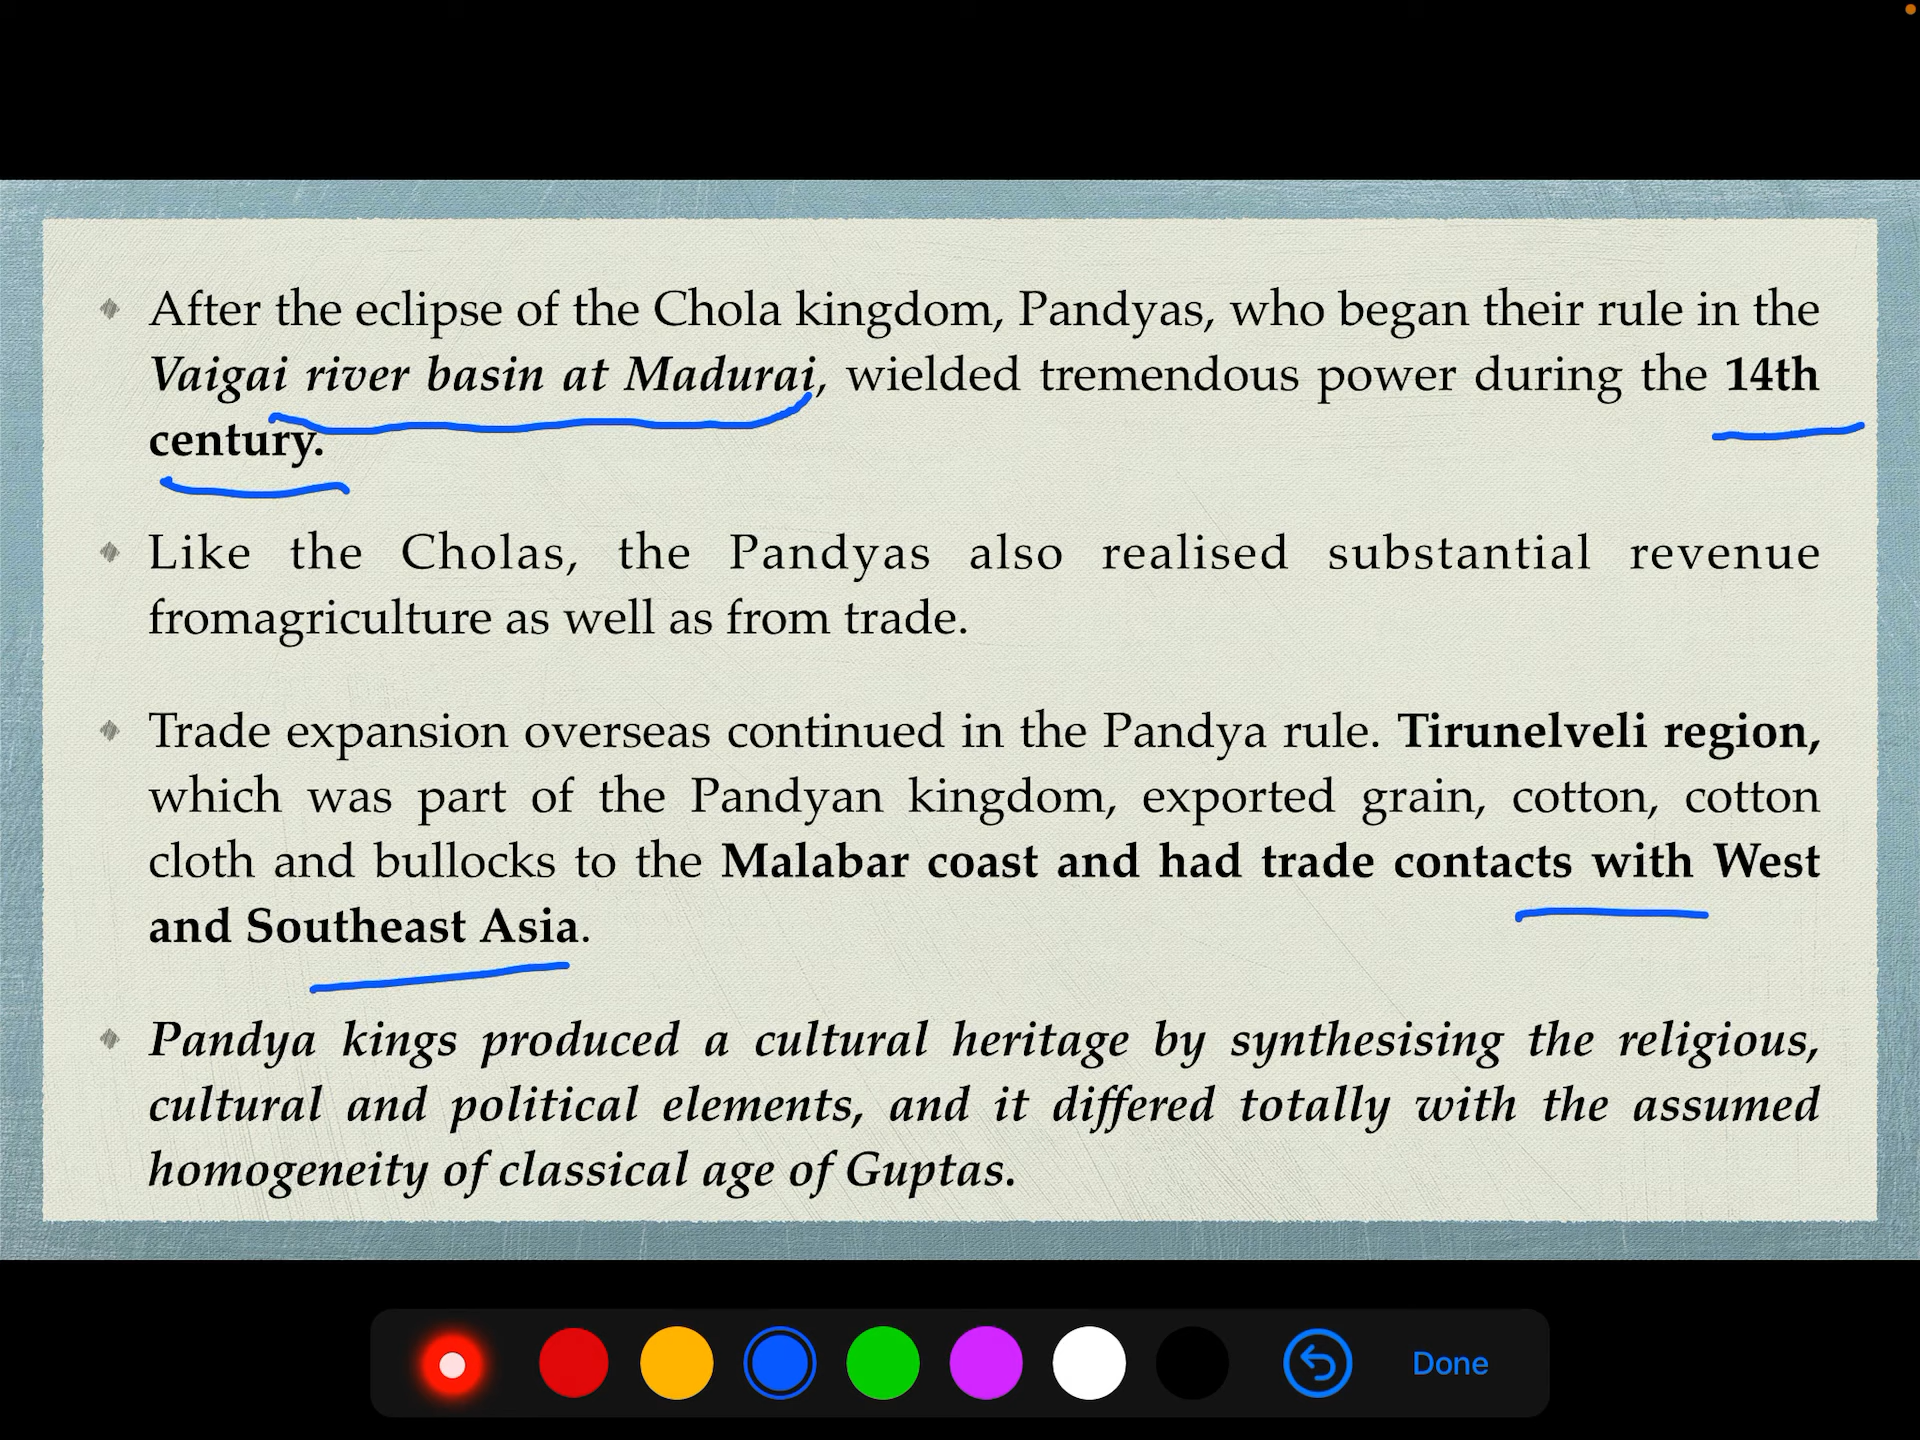 After the eclipse of the Chola kingdom, Pandyas, who began their rule in the
Vaigai river basin at Madurai, wielded tremendous power during the 14th
century.
Like the Cholas, the Pandyas also realised substantial revenue
fromagriculture as well as from trade.
Trade expansion overseas continued in the Pandya rule. Tirunelveli region,
which was part of the Pandyan kingdom, exported grain, cotton, cotton
cloth and bullocks to the Malabar coast and had trade contacts with West
and Southeast Asia.
Pandya kings produced a cultural heritage by synthesising the religious,
cultural and political elements, and it differed totally with the assumed
homogeneity of classical age of Guptas.
Done